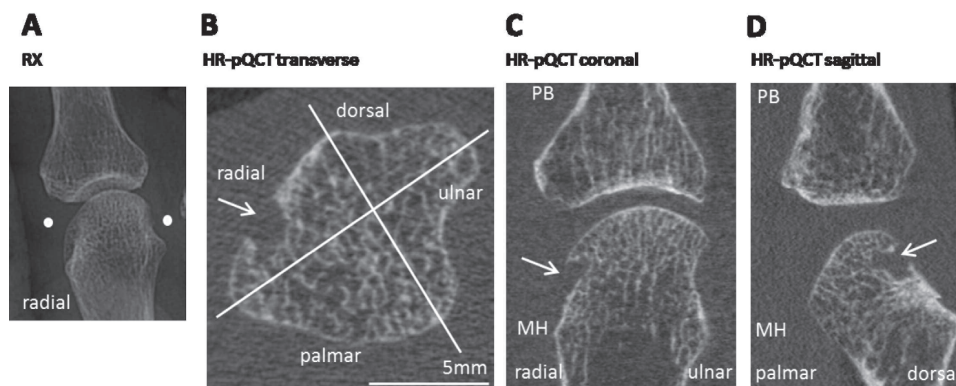 A
RX
radial
B
HR-pQCT transverse
dorsal
radial
ulnar
palmar
5mm
C
HR-pQCT coronal
PB
MH
radial
ulnar
D
HR-pQCT sagittal
PB
MH
palmar
dorsa